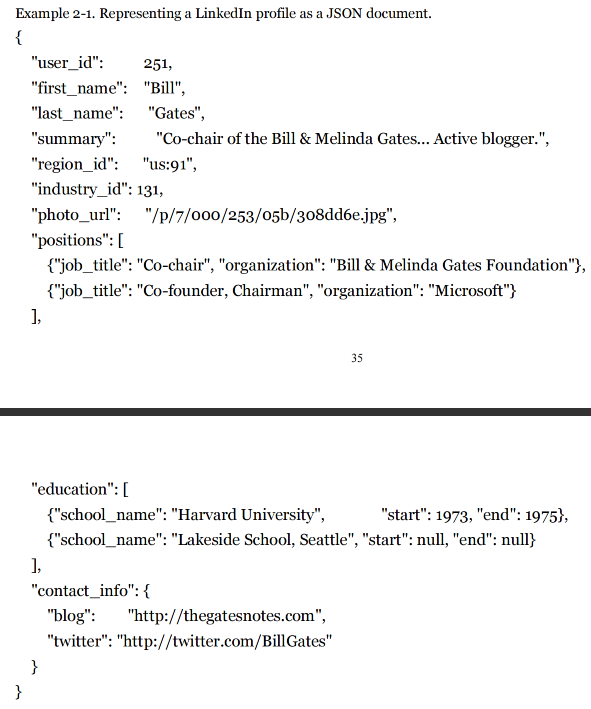 Example 2-1. Representing a LinkedIn profile as a JSON document.
{
"user_id": 251,
"first_name": "Bill",
"last_name": "Gates",
"summary": "Co-chair of the Bill & Melinda Gates... Active blogger.",
"region_id": "us:91",
"industry_id": 131,
"photo_url": "/p/7/000/253/05b/308dd6e.jpg",
"positions": [
{"job_title": "Co-chair", "organization": "Bill & Melinda Gates Foundation"},
{"job_title": "Co-founder, Chairman", "organization": "Microsoft"}
],
35
"education": [
{"school_name": "Harvard University", "start": 1973, "end": 1975},
{"school_name": "Lakeside School, Seattle", "start": null, "end": null}
],
"contact_info": {
"blog": "http://thegatesnotes.com",
"twitter": "http://twitter.com/BillGates"
}
}